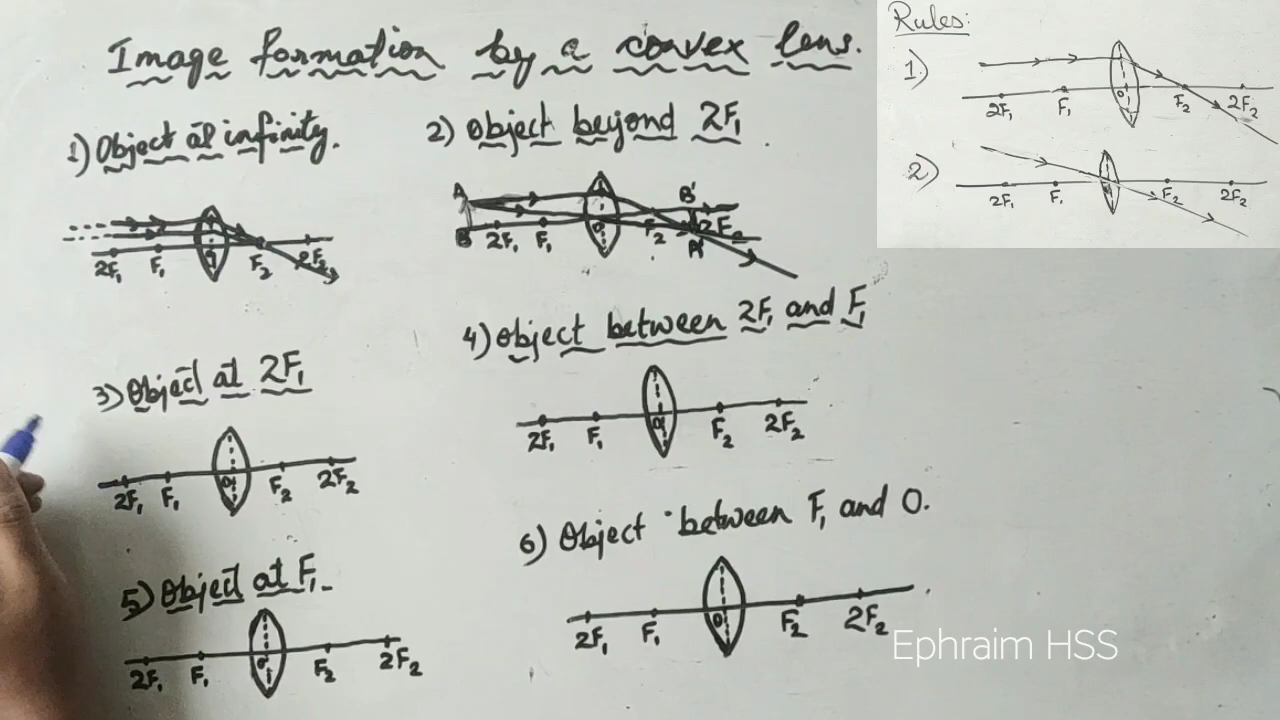 Image formation by a convex lens.
1) Object at infinity.
2F₁ F₁ O F₂ 2F₂
2) Object beyond 2F₁
A B 2F₁ F₁ O F₂ B' A' 2F₂
3) Object at 2F₁
2F₁ F₁ O F₂ 2F₂
4) Object between 2F₁ and F₁
2F₁ F₁ O F₂ 2F₂
5) Object at F₁
2F₁ F₁ O F₂ 2F₂
6) Object between F₁ and O.
2F₁ F₁ O F₂ 2F₂
Rules:
1.)
2F₁ F₁ O F₂ 2F₂
2)
2F₁ F₁ F₂ 2F₂
Ephraim HSS